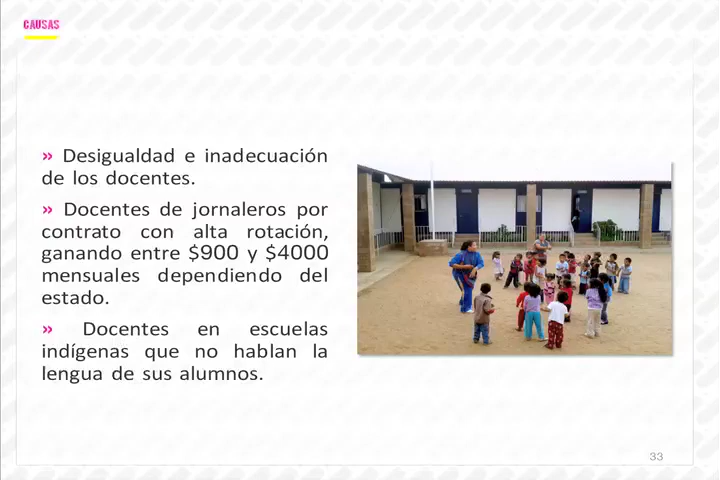 CAUSAS
» Desigualdad e inadecuación
de los docentes.
» Docentes de jornaleros por
contrato con alta rotación,
ganando entre $900 y $4000
mensuales dependiendo del
estado.
» Docentes en escuelas
indígenas que no hablan la
lengua de sus alumnos.
33